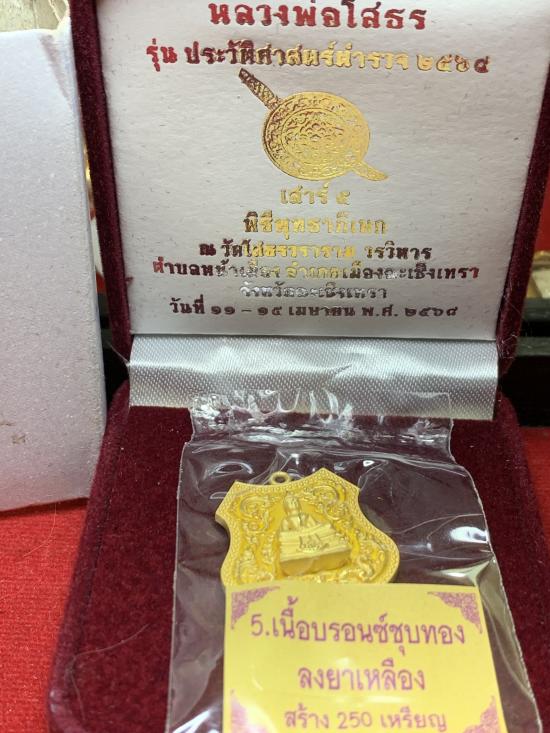 หลวงพ่อโสธร
รุ่น ประวัติศาสตร์ตำรวจ ๒๕๖๔
เสาร์ ๕
พิธีพุทธาภิเษก
ณ วัดโสธรวราราม วรวิหาร
ตำบลหน้าเมือง อำเภอเมืองฉะเชิงเทรา
จังหวัดฉะเชิงเทรา
วันที่ ๑๑ - ๑๕ เมษายน พ.ศ. ๒๕๖๔
5.เนื้อบรอนซ์ชุบทอง
ลงยาเหลือง
สร้าง 250 เหรียญ